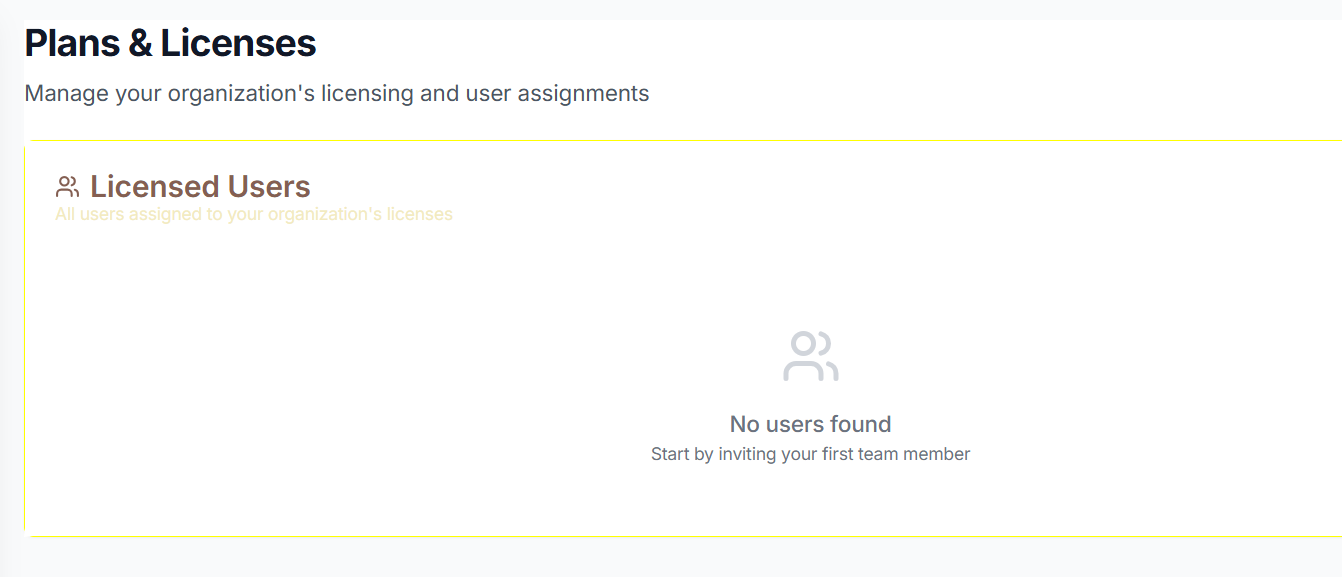 Plans & Licenses
Manage your organization's licensing and user assignments
Licensed Users
All users assigned to your organization's licenses
No users found
Start by inviting your first team member